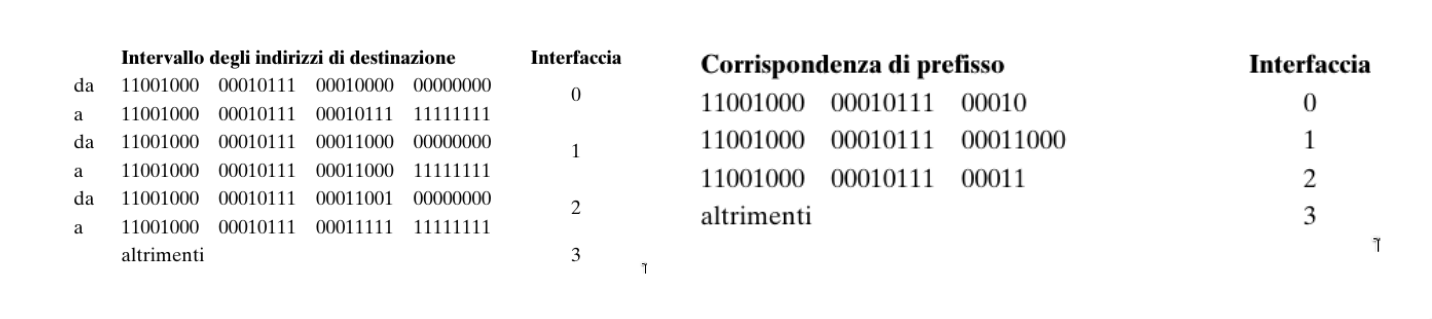 Intervallo degli indirizzi di destinazione Interfaccia
da 11001000 00010111 00010000 00000000
0
a 11001000 00010111 00010111 11111111
da 11001000 00010111 00011000 00000000
1
a 11001000 00010111 00011000 11111111
da 11001000 00010111 00011001 00000000
2
a 11001000 00010111 00011111 11111111
altrimenti 3
Corrispondenza di prefisso Interfaccia
11001000 00010111 00010 0
11001000 00010111 00011000 1
11001000 00010111 00011 2
altrimenti 3